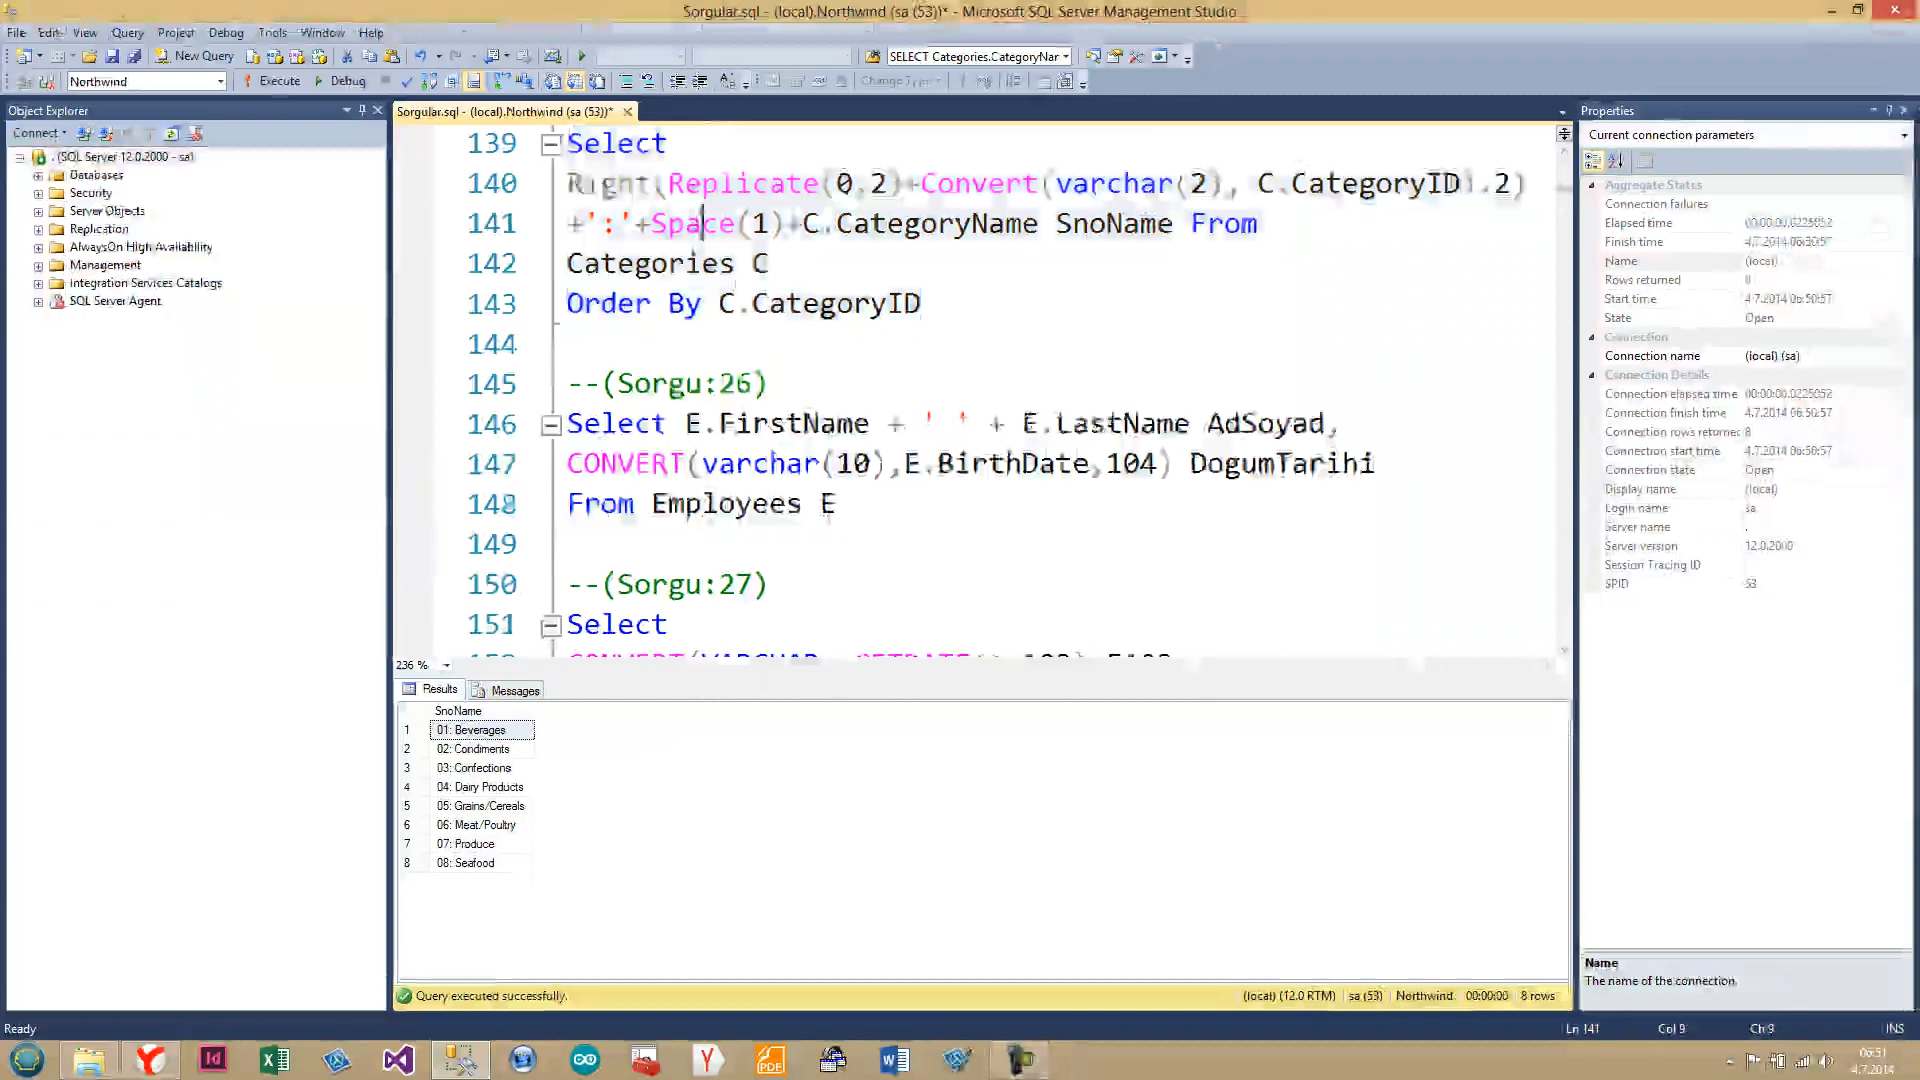 Sorgular.sql - (local).Northwind (sa (53))* - Microsoft SQL Server Management Studio
File Edit View Query Project Debug Tools Window Help
New Query
SELECT Categories.CategoryNar
Northwind
Execute
Debug
Change Type
Object Explorer
Connect
. (SQL Server 12.0.2000 - sa)
Databases
Security
Server Objects
Replication
AlwaysOn High Availability
Management
Integration Services Catalogs
SQL Server Agent
Sorgular.sql - (local).Northwind (sa (53))*
139 Select
140 Right(Replicate(0,2)+Convert(varchar(2), C.CategoryID),2)
141 +':'+Space(1)+C.CategoryName SnoName From
142 Categories C
143 Order By C.CategoryID
144
145 --(Sorgu:26)
146 Select E.FirstName + ' ' + E.LastName AdSoyad,
147 CONVERT(varchar(10),E.BirthDate,104) DogumTarihi
148 From Employees E
149
150 --(Sorgu:27)
151 Select
236 %
Results Messages
SnoName
1 01: Beverages
2 02: Condiments
3 03: Confections
4 04: Dairy Products
5 05: Grains/Cereals
6 06: Meat/Poultry
7 07: Produce
8 08: Seafood
Query executed successfully.
(local) (12.0 RTM) sa (53) Northwind 00:00:00 8 rows
Properties
Current connection parameters
Aggregate Status
Connection failures
Elapsed time 00:00:00.0225052
Finish time 4.7.2014 06:50:57
Name (local)
Rows returned 8
Start time 4.7.2014 06:50:57
State Open
Connection
Connection name (local) (sa)
Connection Details
Connection elapsed time 00:00:00.0225052
Connection finish time 4.7.2014 06:50:57
Connection rows returned 8
Connection start time 4.7.2014 06:50:57
Connection state Open
Display name (local)
Login name sa
Server name .
Server version 12.0.2000
Session Tracing ID
SPID 53
Name
The name of the connection.
Ready
Ln 141 Col 9 Ch 9 INS
06:51
4.7.2014